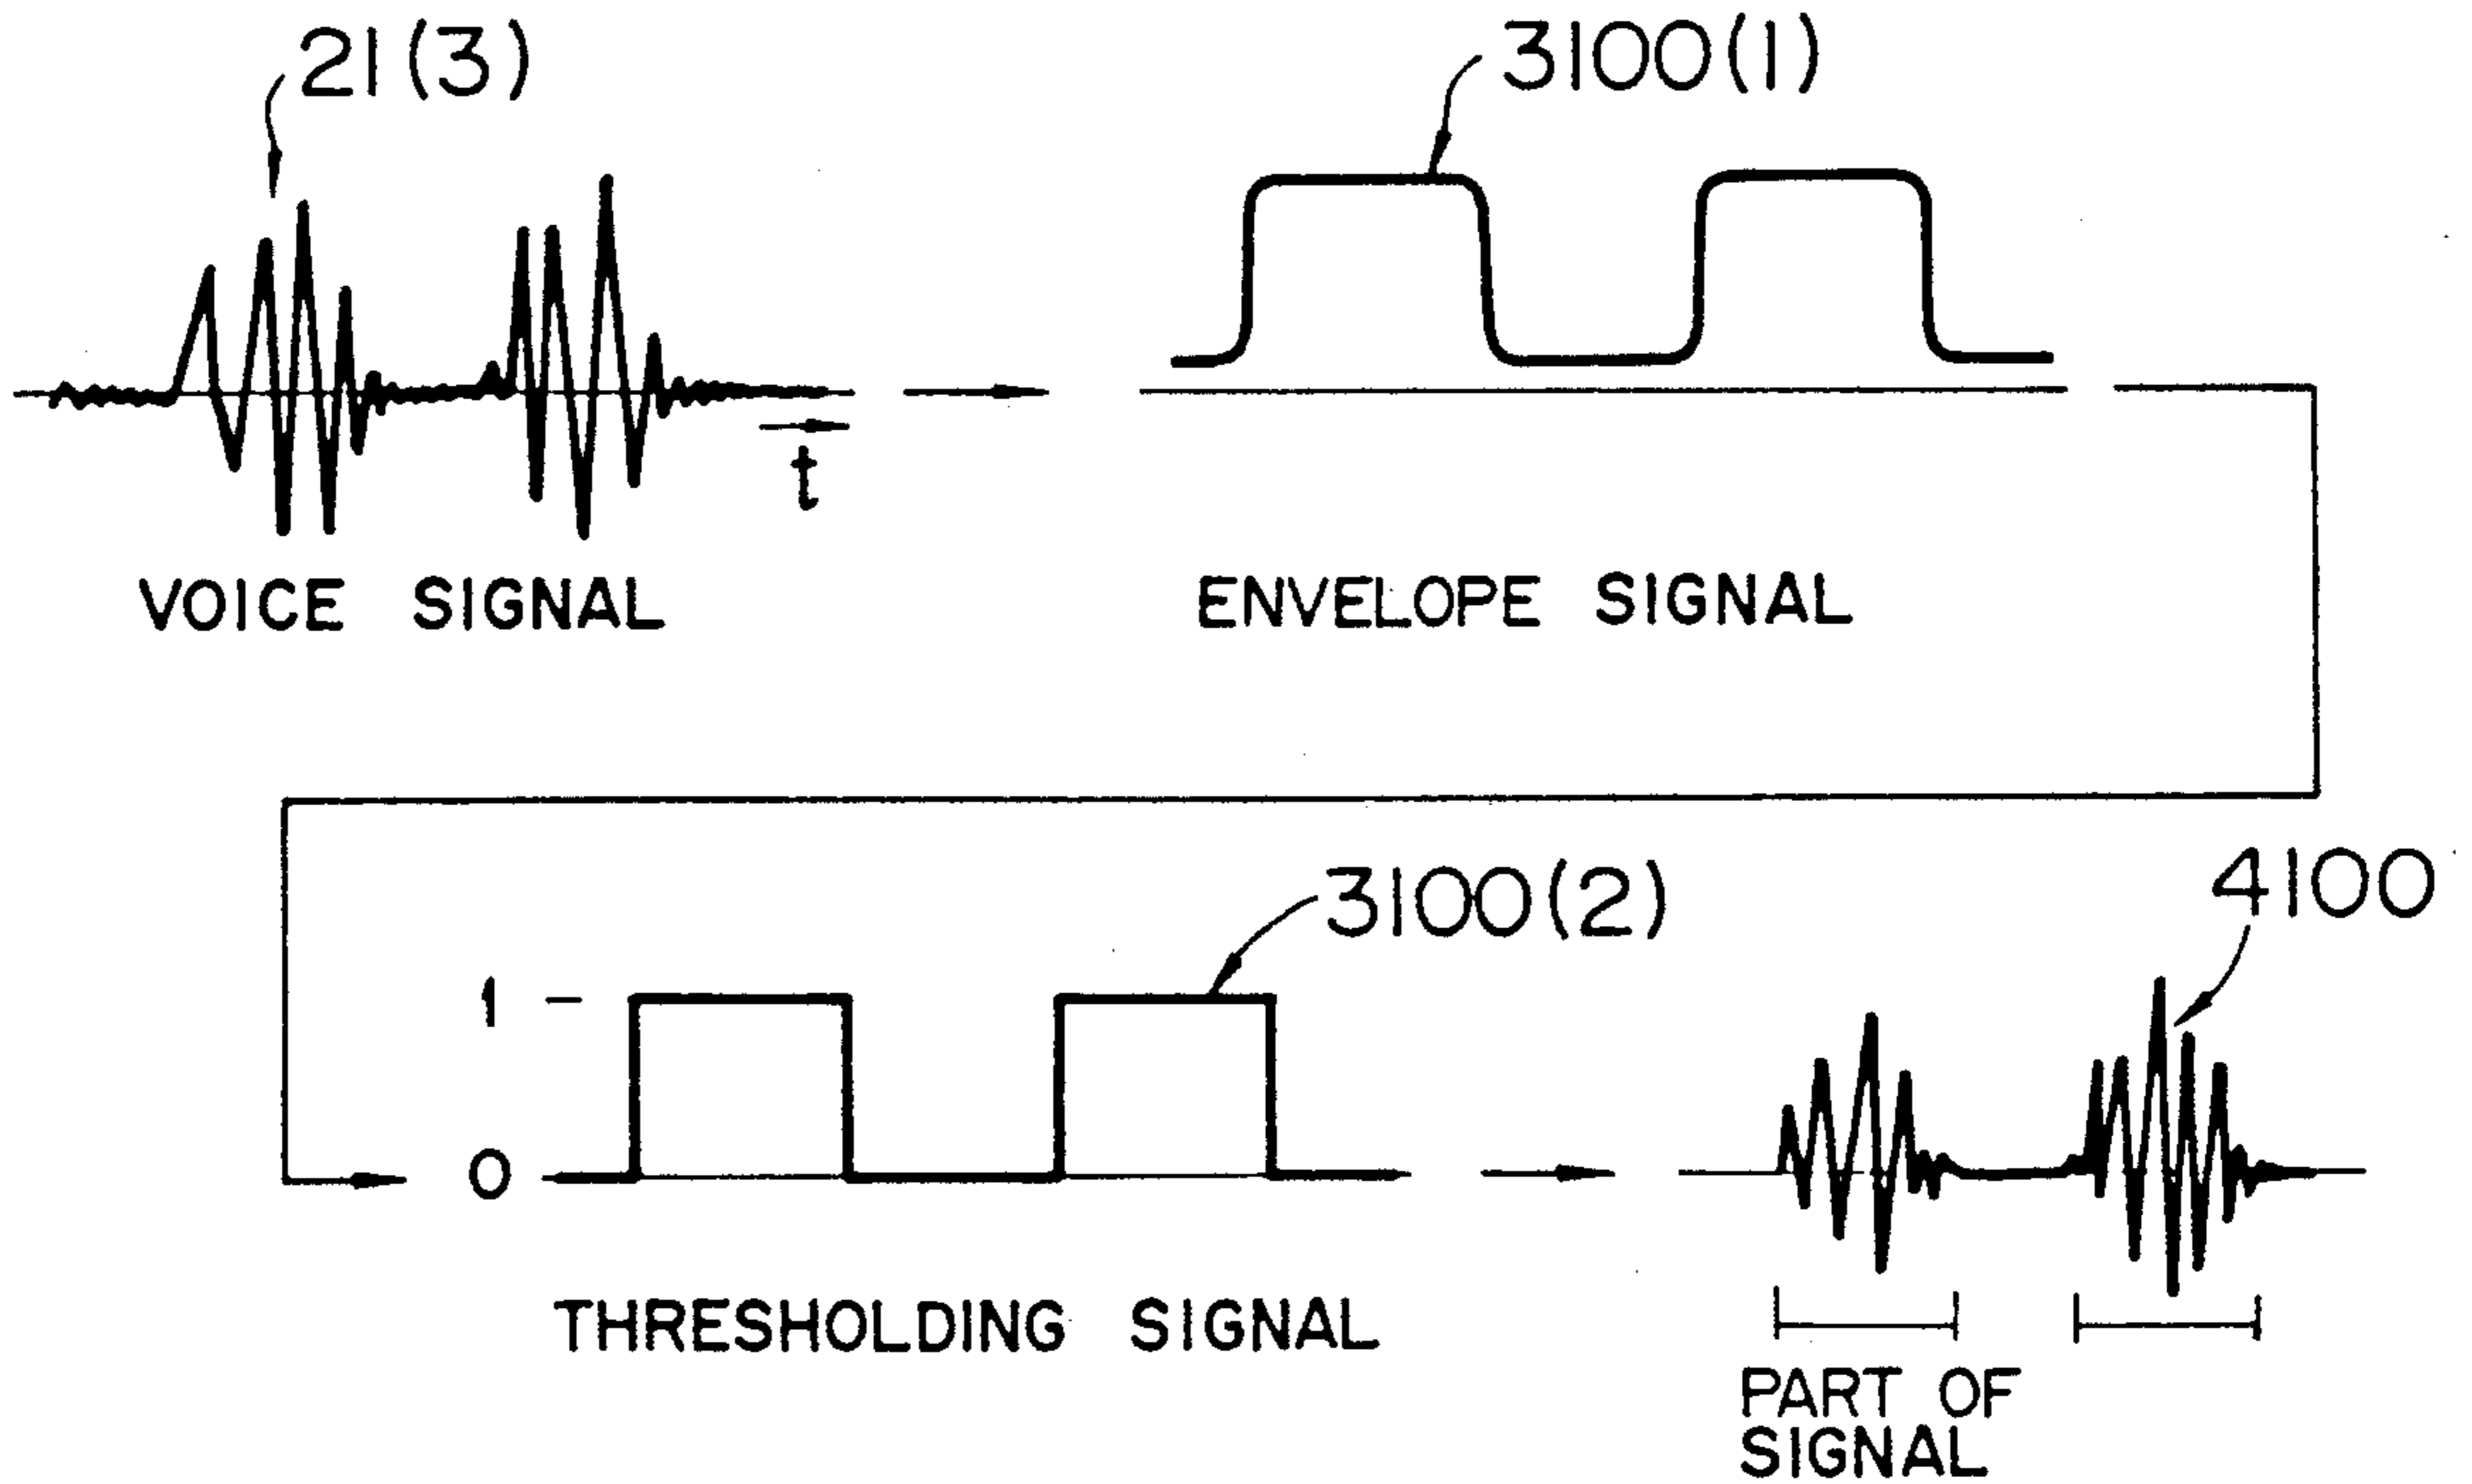 21(3)
3100(1)
t
VOICE SIGNAL
ENVELOPE SIGNAL
3100(2)
4100
1
0
THRESHOLDING SIGNAL
PART OF
SIGNAL